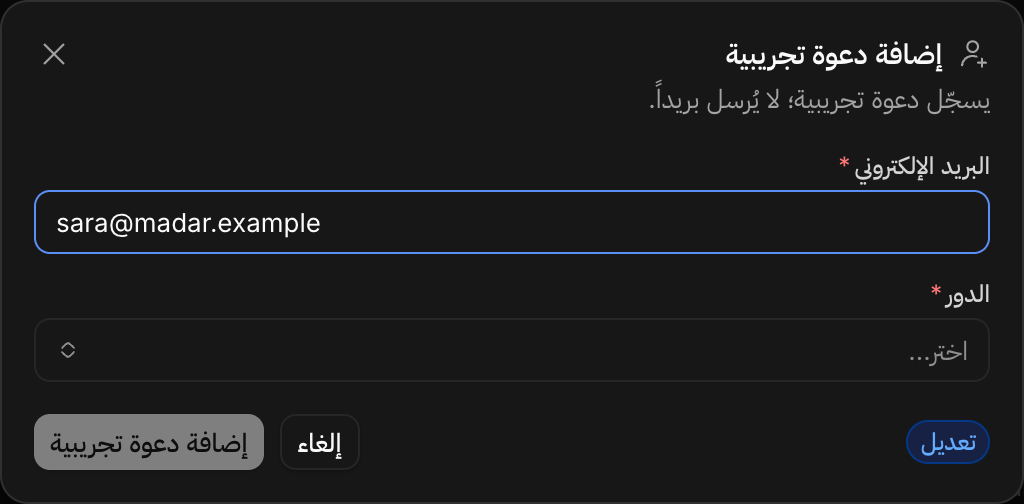 إضافة دعوة تجريبية
يسجّل دعوة تجريبية؛ لا يُرسل بريداً.
البريد الإلكتروني *
sara@madar.example
الدور *
اختر...
تعديل
إلغاء
إضافة دعوة تجريبية